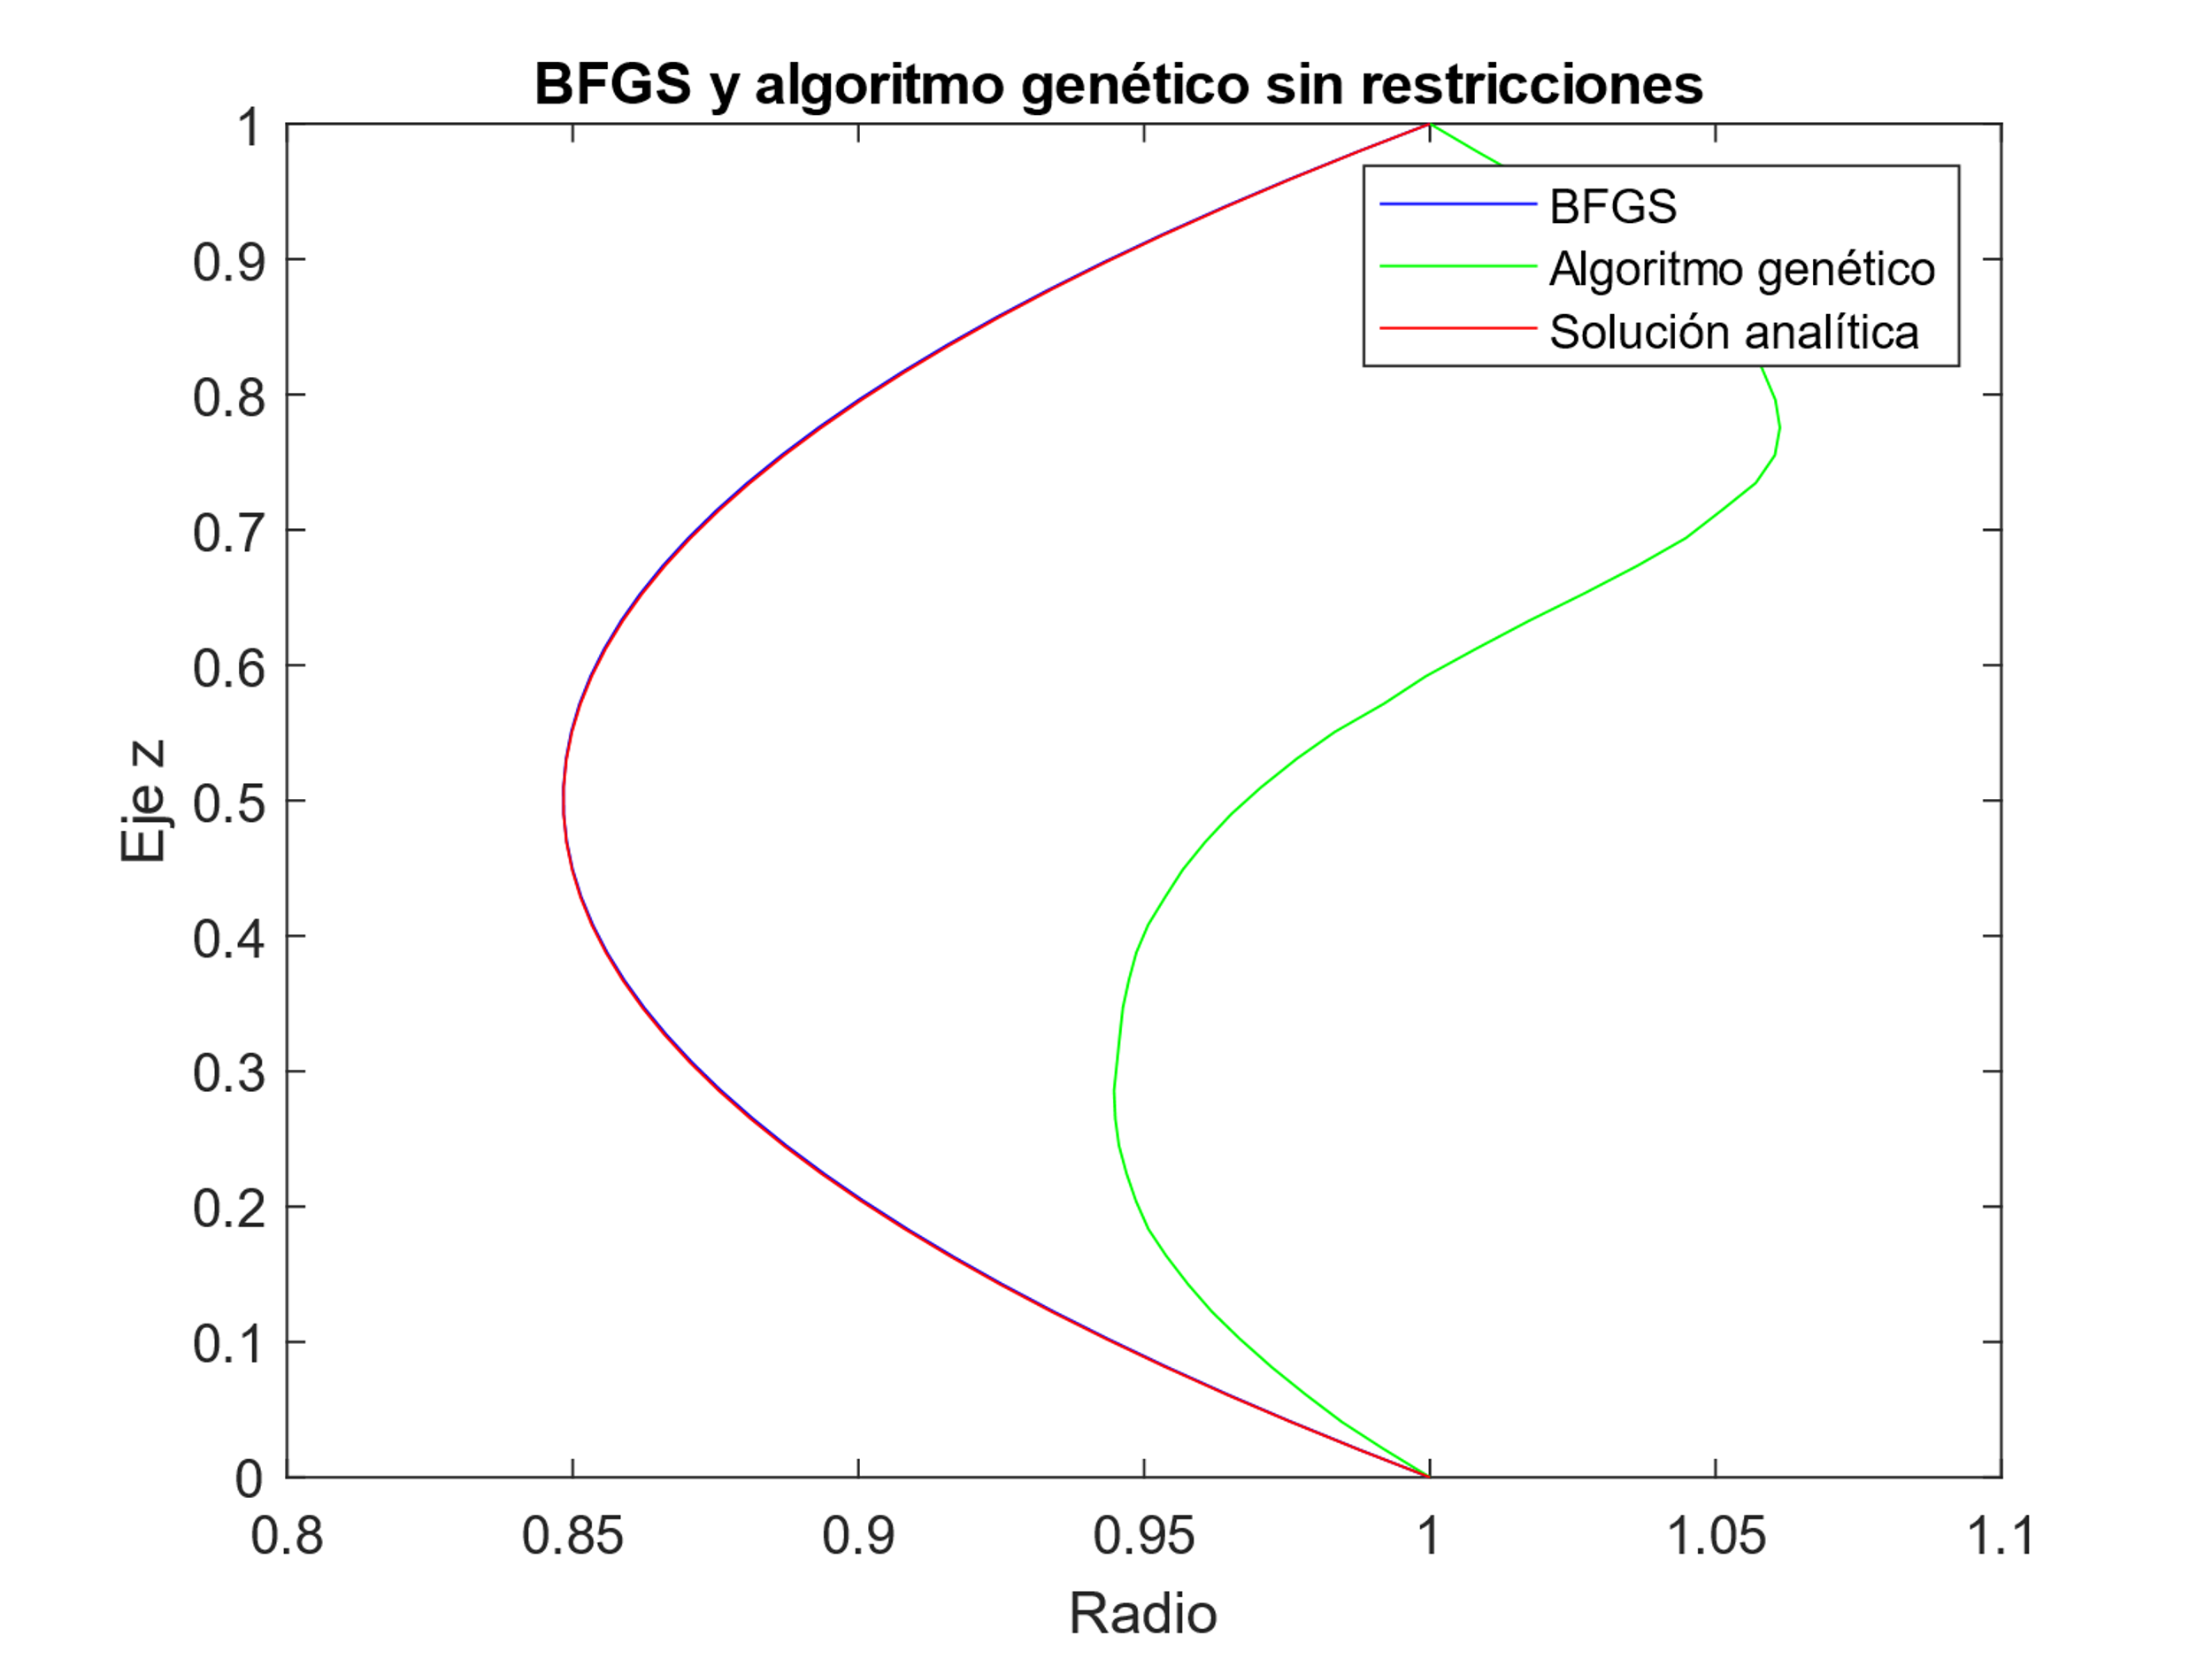 BFGS y algoritmo genético sin restricciones
1
0.9
0.8
0.7
0.6
0.5
0.4
0.3
0.2
0.1
0
Eje z
BFGS
Algoritmo genético
Solución analítica
0.8 0.85 0.9 0.95 1 1.05 1.1
Radio